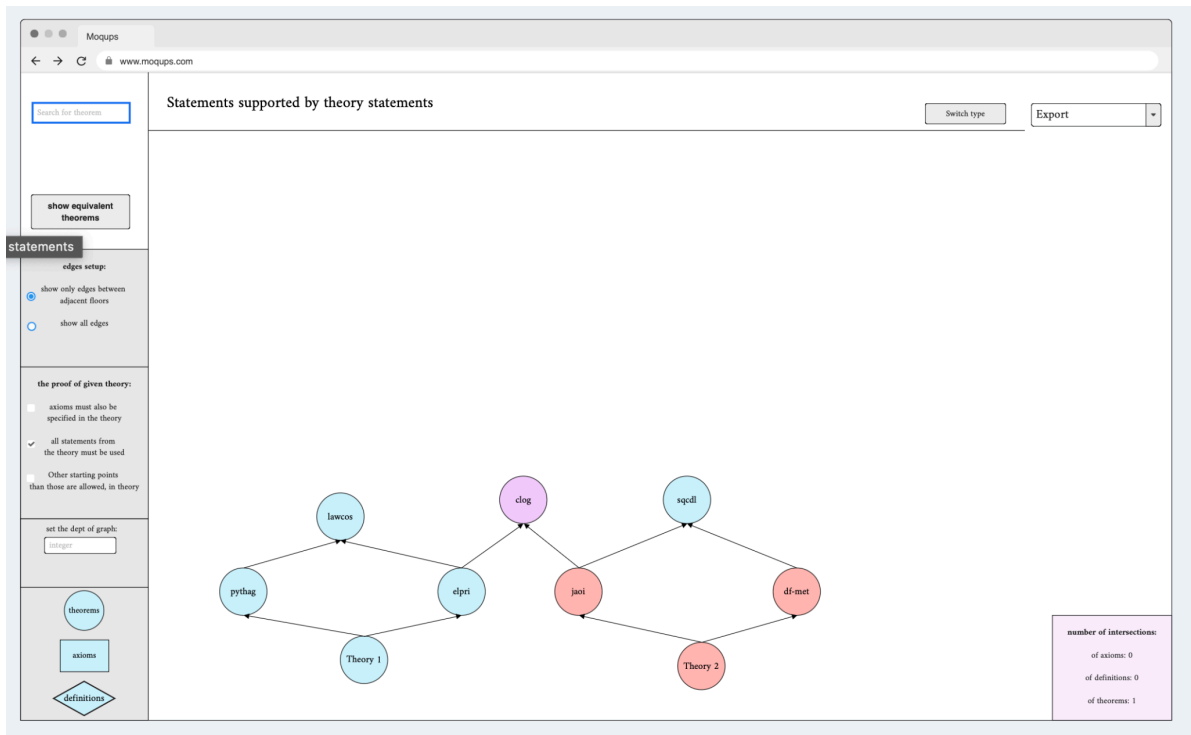 Moqups
www.moqups.com
Search for theorem
Statements supported by theory statements
Switch type
Export
show equivalent
theorems
statements
edges setup:
show only edges between
adjacent floors
show all edges
the proof of given theory:
axioms must also be
specified in the theory
all statements from
the theory must be used
Other starting points
than those are allowed, in theory
set the dept of graph:
integer
theorems
axioms
definitions
clog
sqcdl
lawcos
pythag
elpri
jaoi
df-met
Theory 1
Theory 2
number of intersections:
of axioms: 0
of definitions: 0
of theorems: 1